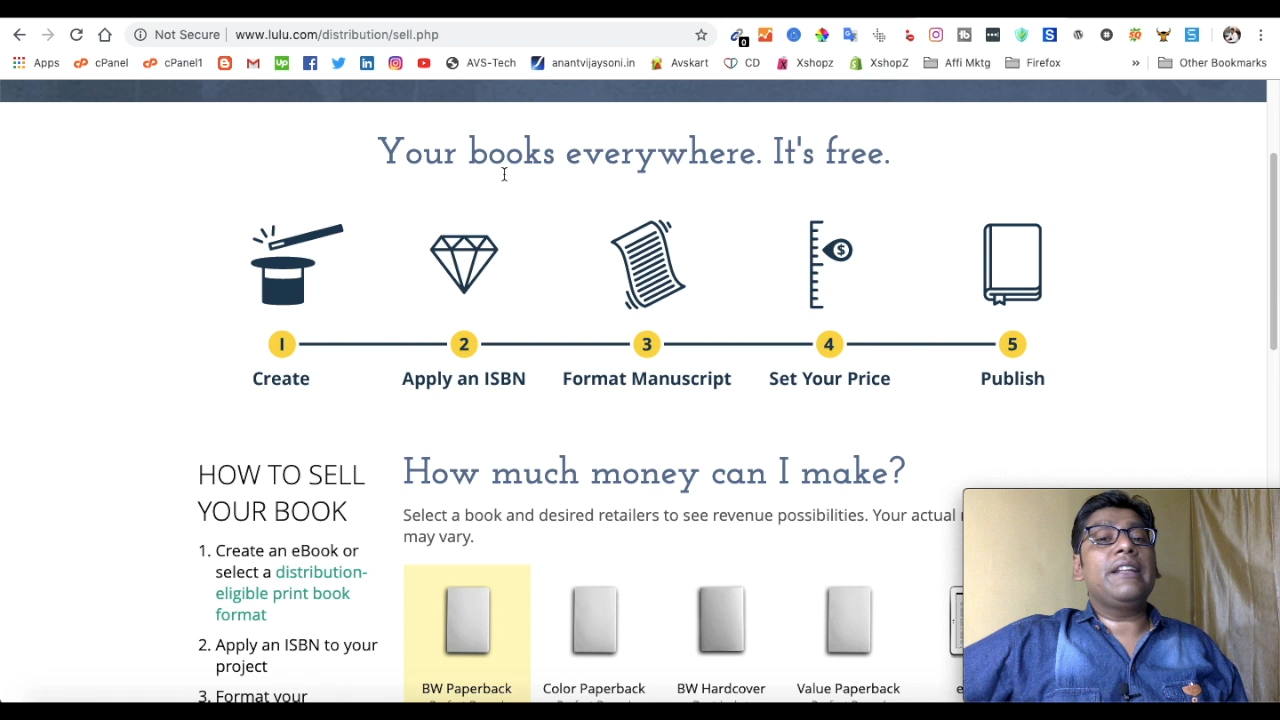 Not Secure | www.lulu.com/distribution/sell.php
0
Apps cPanel cPanel1 Up AVS-Tech anantvijaysoni.in Avskart CD Xshopz XshopZ Affi Mktg Firefox » Other Bookmarks
Your books everywhere. It's free.
$
1 2 3 4 5
Create Apply an ISBN Format Manuscript Set Your Price Publish
HOW TO SELL
YOUR BOOK
1. Create an eBook or
select a distribution-
eligible print book
format
2. Apply an ISBN to your
project
3. Format your
How much money can I make?
Select a book and desired retailers to see revenue possibilities. Your actual
may vary.
BW Paperback Color Paperback BW Hardcover Value Paperback